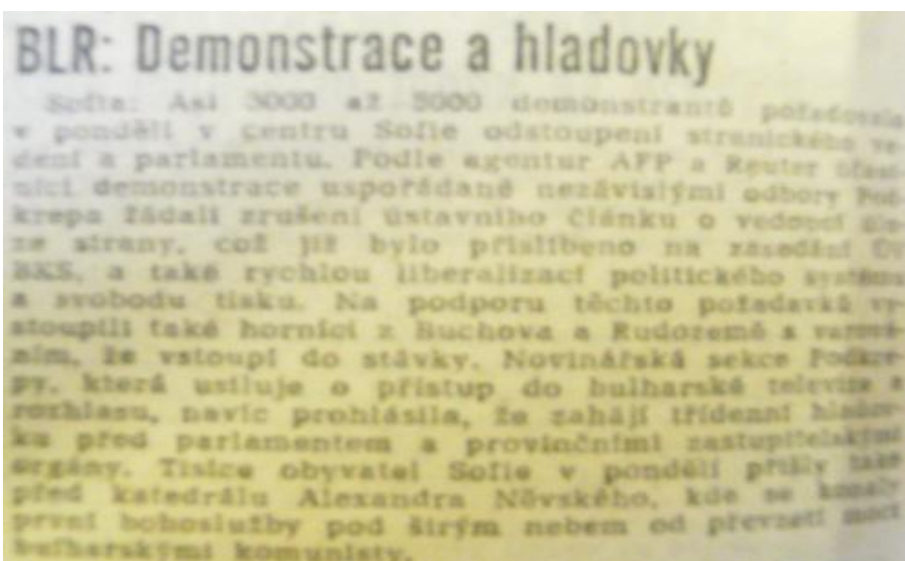 BLR: Demonstrace a hladovky
Sofia: Asi 3000 až 5000 demonstrantů požadovalo
v pondělí v centru Sofie odstoupení stranického ve-
dení a parlamentu. Podle agentur AFP a Reuter účast-
níci demonstrace uspořádané nezávislými odbory Pod-
krepa žádali zrušení ústavního článku o vedoucí úlo-
ze strany, což již bylo přislíbeno na zasedání ÚV
BKS, a také rychlou liberalizaci politického systému
a svobodu tisku. Na podporu těchto požadavků vy-
stoupili také horníci z Buchova a Rudozemě s varová-
ním, že vstoupí do stávky. Novinářská sekce Podkre-
py, která usiluje o přístup do bulharské televize a
rozhlasu, navíc prohlásila, že zahájí třídenní hladov-
ku před parlamentem a provinčními zastupitelskými
orgány. Tisíce obyvatel Sofie v pondělí přišly také
před katedrálu Alexandra Něvského, kde se konaly
první bohoslužby pod širým nebem od převzetí moci
bulharskými komunisty.